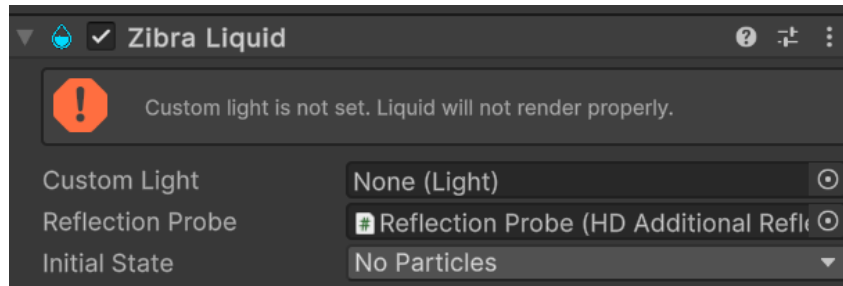 Zibra Liquid
Custom light is not set. Liquid will not render properly.
Custom Light None (Light)
Reflection Probe Reflection Probe (HD Additional Refle
Initial State No Particles